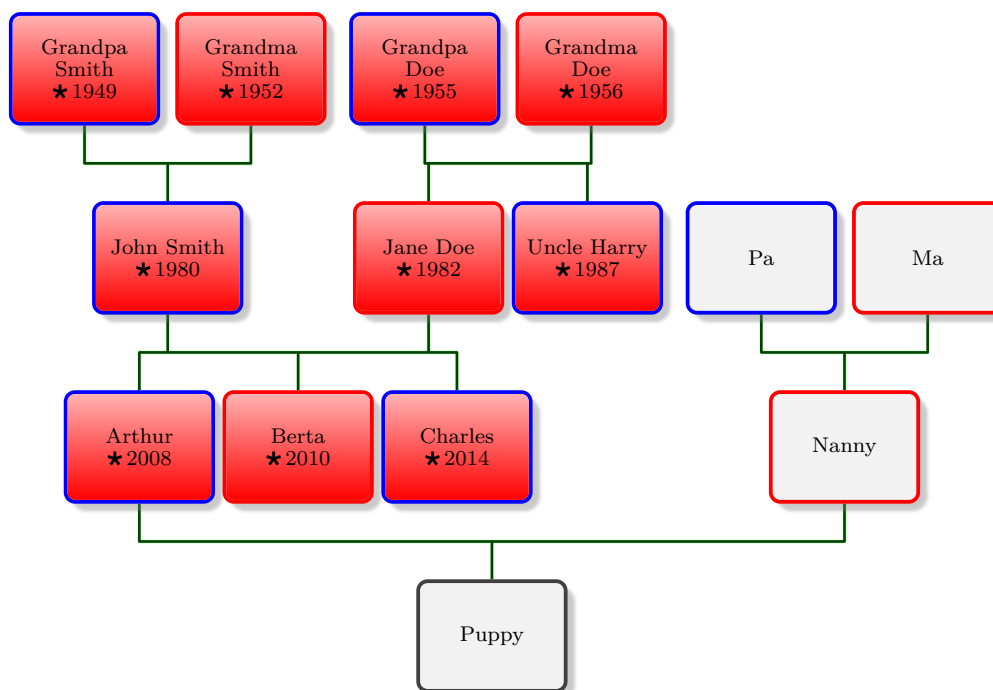 Grandpa
Smith
★ 1949
Grandma
Smith
★ 1952
Grandpa
Doe
★ 1955
Grandma
Doe
★ 1956
John Smith
★ 1980
Jane Doe
★ 1982
Uncle Harry
★ 1987
Pa
Ma
Arthur
★ 2008
Berta
★ 2010
Charles
★ 2014
Nanny
Puppy